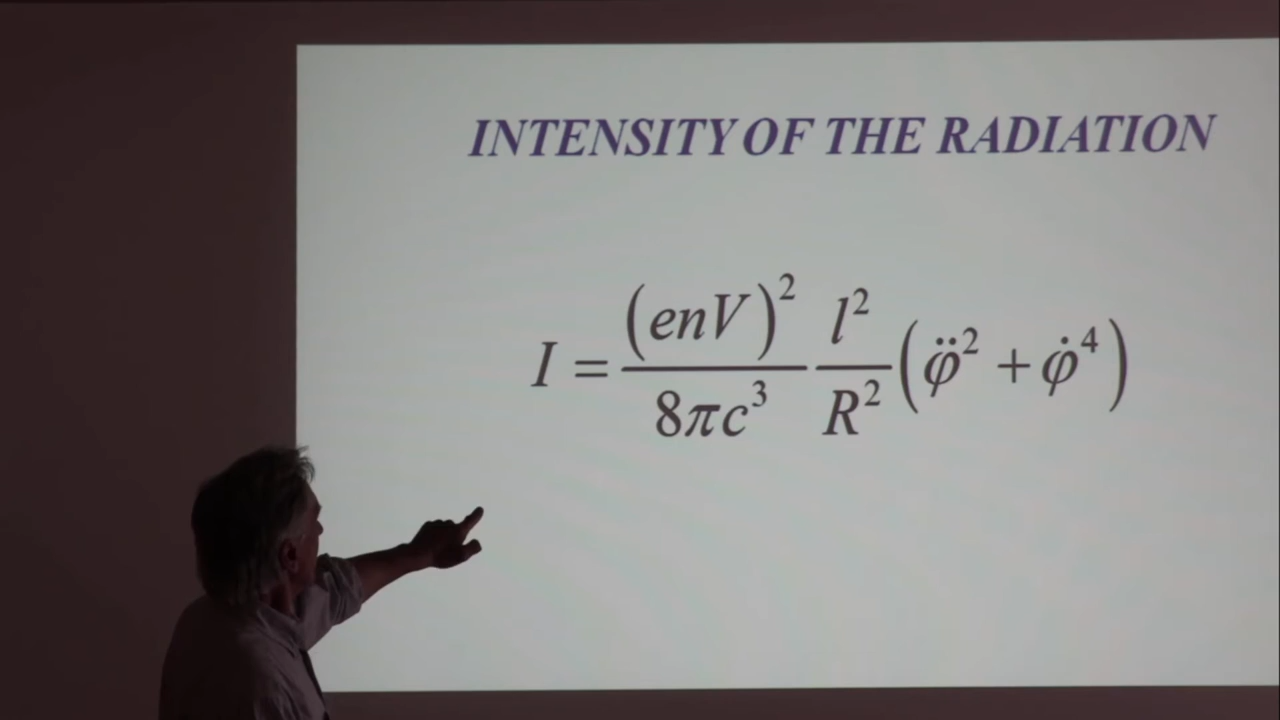 INTENSITY OF THE RADIATION
I = (enV)² / 8πc³ l² / R² (φ̈² + φ̇⁴)